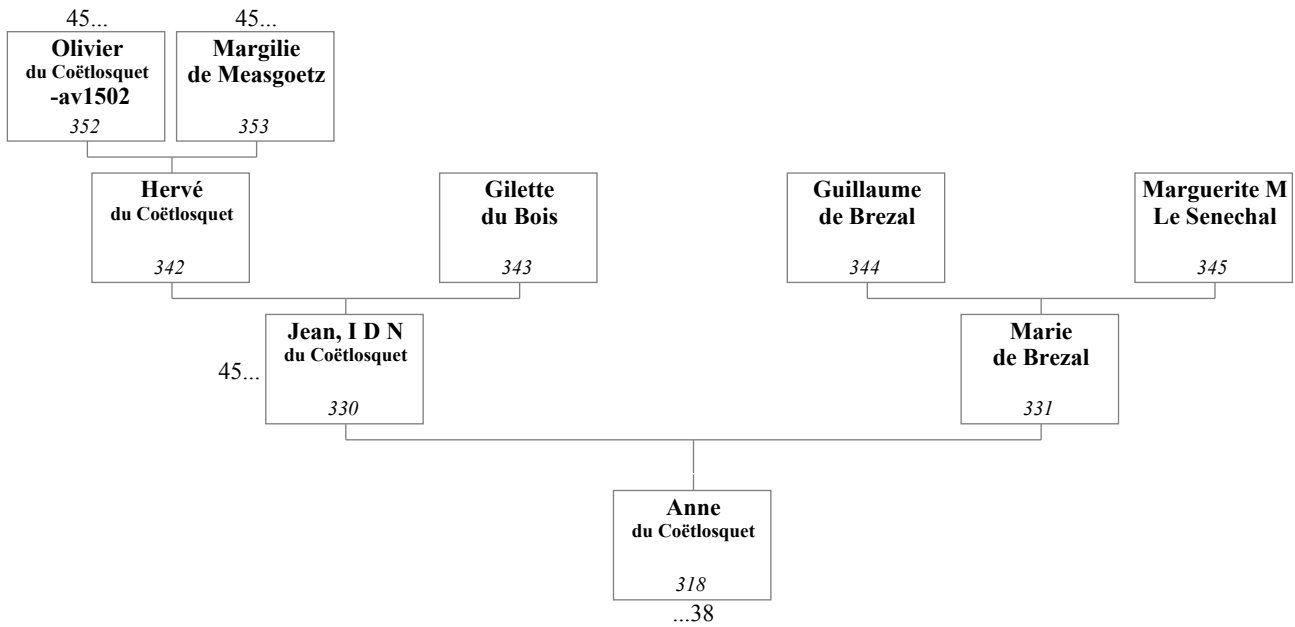 45...
45...
Olivier
du Coëtlosquet
-av1502
352
Margilie
de Measgoetz
353
Hervé
du Coëtlosquet
342
Gilette
du Bois
343
Guillaume
de Brezal
344
Marguerite M
Le Senechal
345
45...
Jean, I D N
du Coëtlosquet
330
Marie
de Brezal
331
Anne
du Coëtlosquet
318
...38